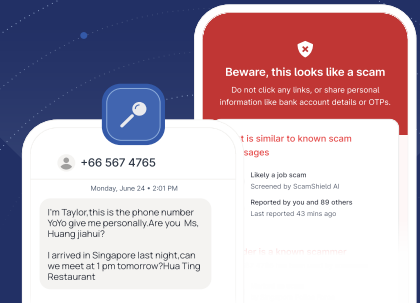 Beware, this looks like a scam
Do not click any links, or share personal
information like bank account details or OTPs.
t is similar to known scam
sages
Likely a job scam
Screened by ScamShield AI
Reported by you and 89 others
Last reported 43 mins ago
is a known scammer
+66 567 4765
Monday, June 24 • 2:01 PM
I'm Taylor,this is the phone number
YoYo give me personally.Are you Ms,
Huang jiahui?
I arrived in Singapore last night,can
we meet at 1 pm tomorrow?Hua Ting
Restaurant